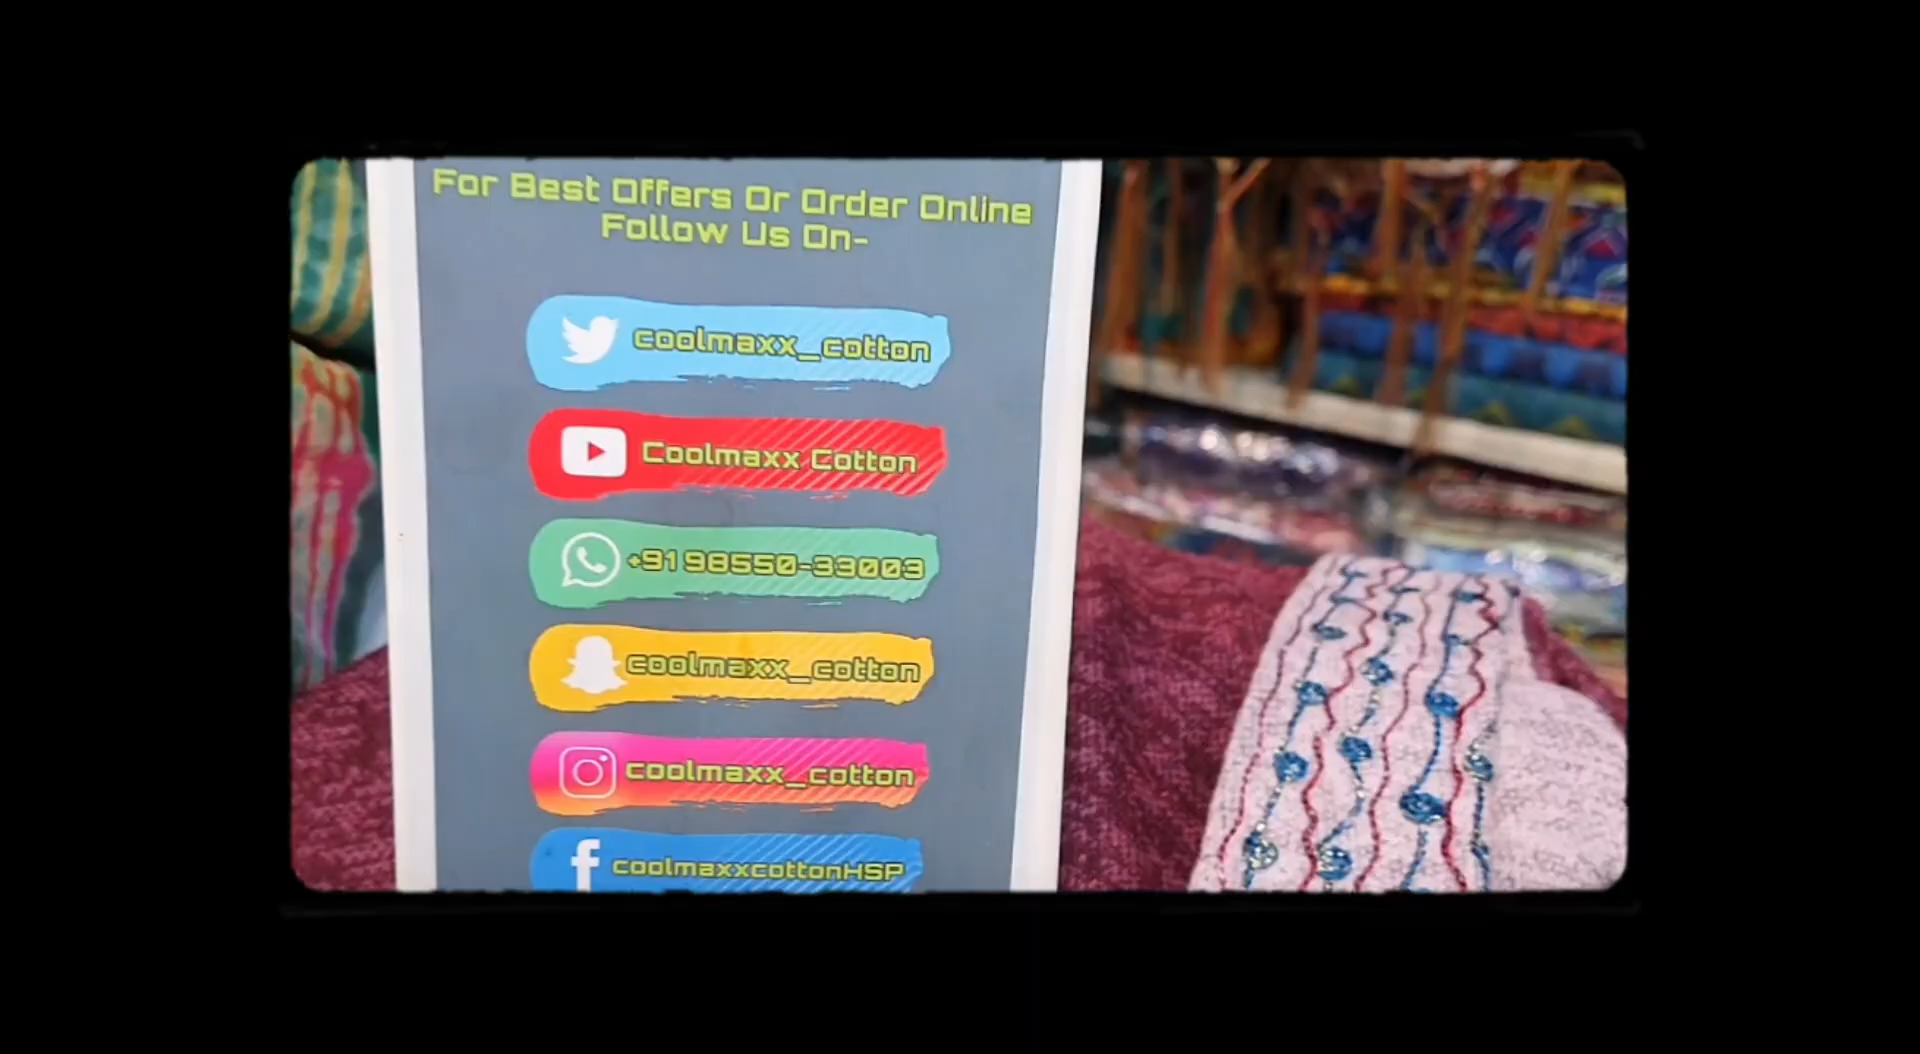 For Best Offers Or Order Online
Follow Us On-
coolmaxx_cotton
Coolmaxx Cotton
+91 98550-33003
coolmaxx_cotton
coolmaxx_cotton
coolmaxxcottonHSP